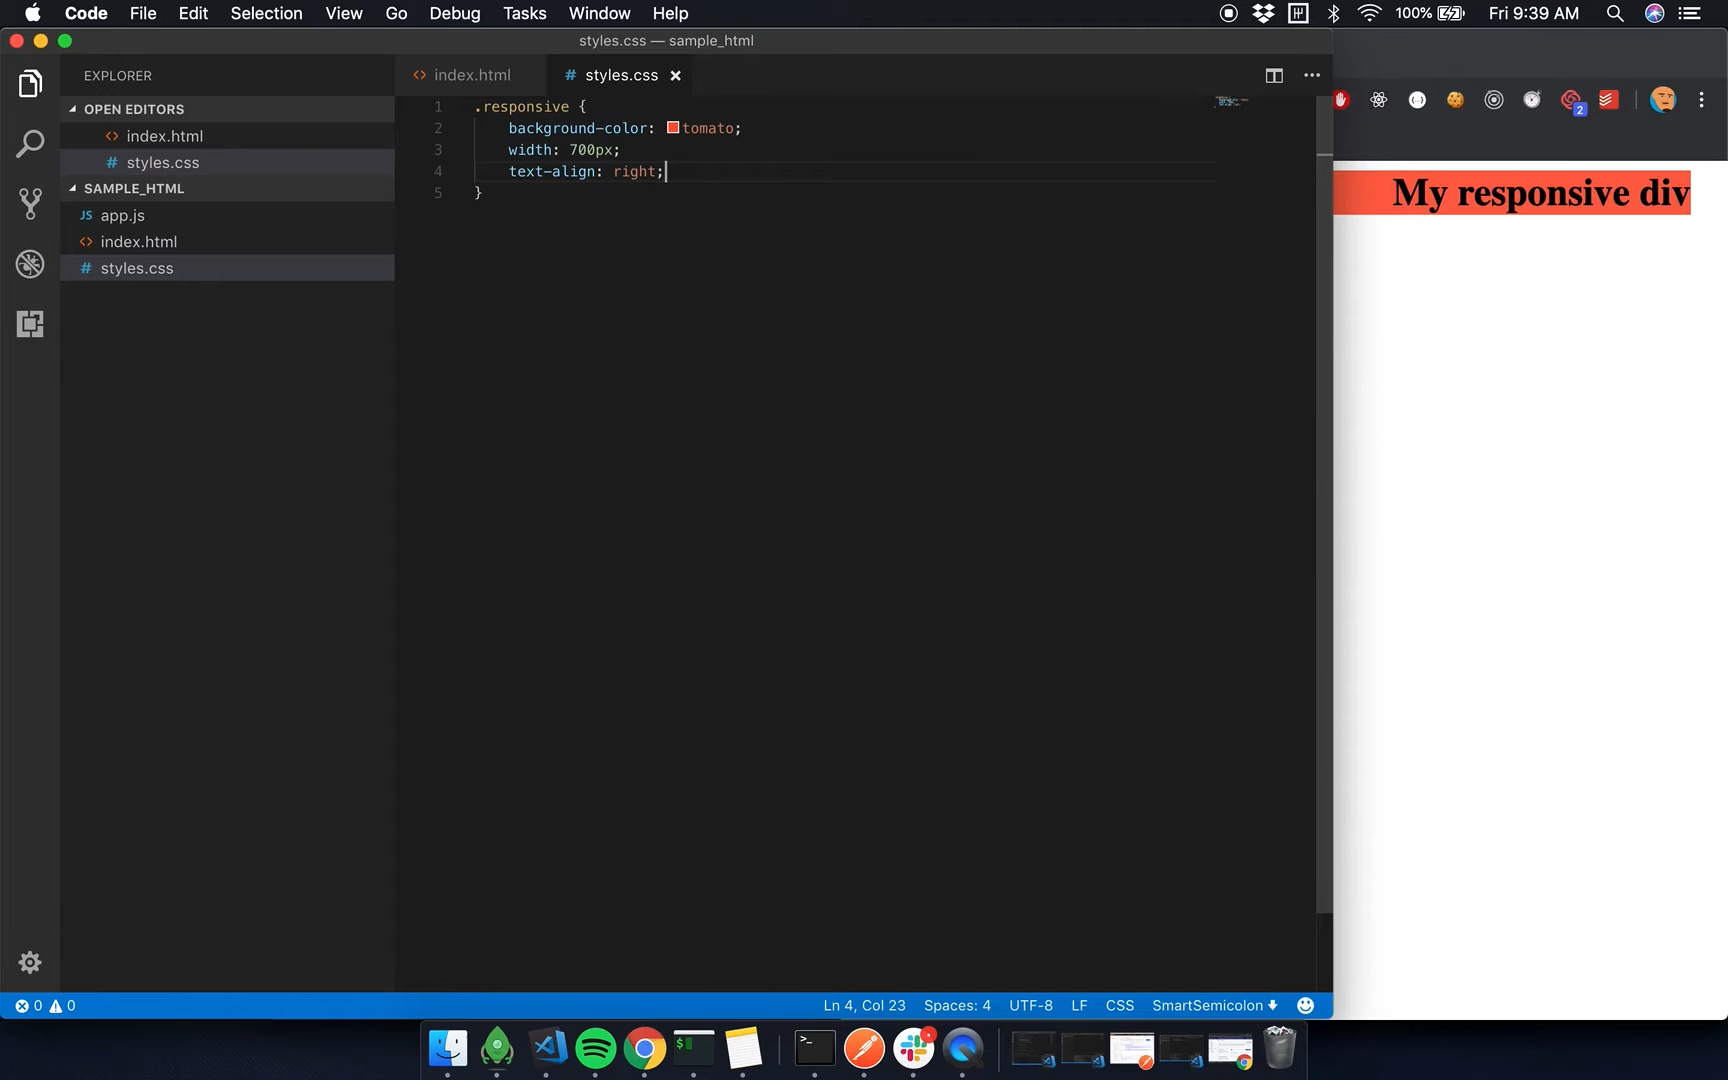 Code File Edit Selection View Go Debug Tasks Window Help 100% Fri 9:39 AM
styles.css — sample_html
EXPLORER
OPEN EDITORS
index.html
# styles.css
SAMPLE_HTML
JS app.js
index.html
# styles.css
index.html # styles.css
1 .responsive {
2 background-color: tomato;
3 width: 700px;
4 text-align: right;
5 }
2
My responsive div
0 0 Ln 4, Col 23 Spaces: 4 UTF-8 LF CSS SmartSemicolon